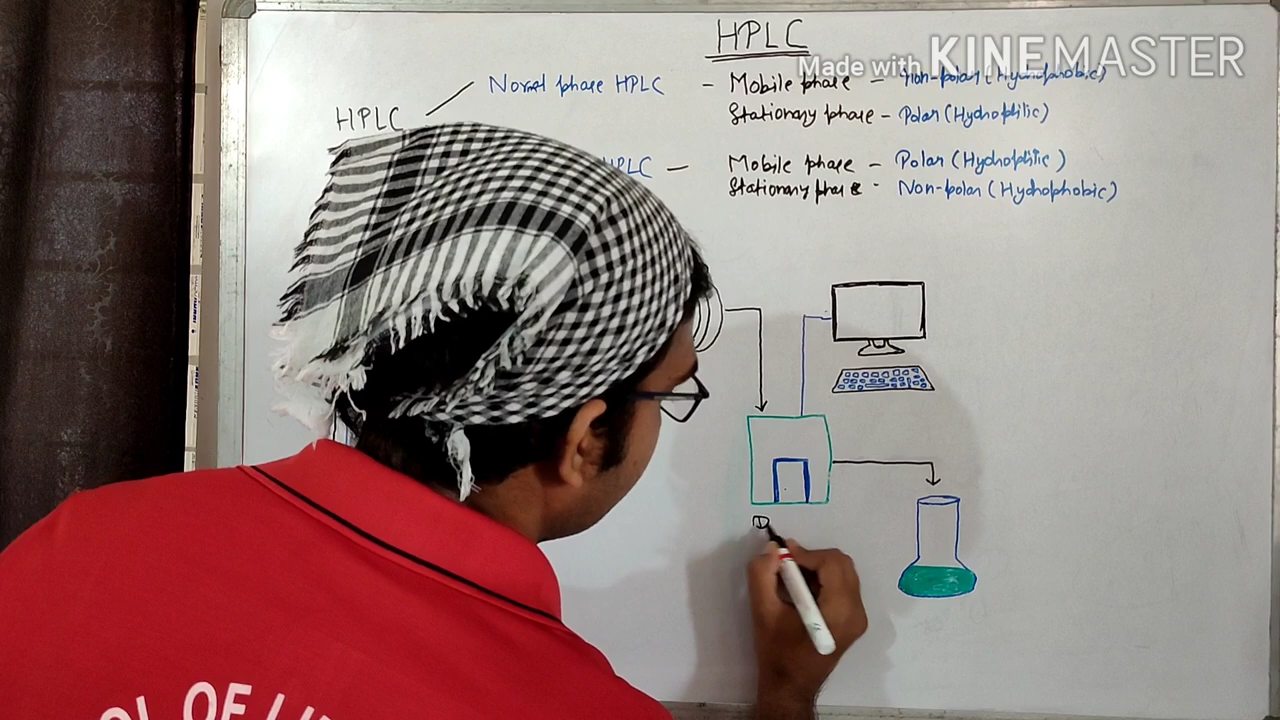 HPLC
Made with KINEMASTER
Normal phase HPLC – Mobile phase – Non-polar (Hydrophobic)
HPLC
Stationary phase – Polar (Hydrophilic)
HPLC – Mobile phase – Polar (Hydrophilic)
Stationary phase - Non-polar (Hydrophobic)
D
OF